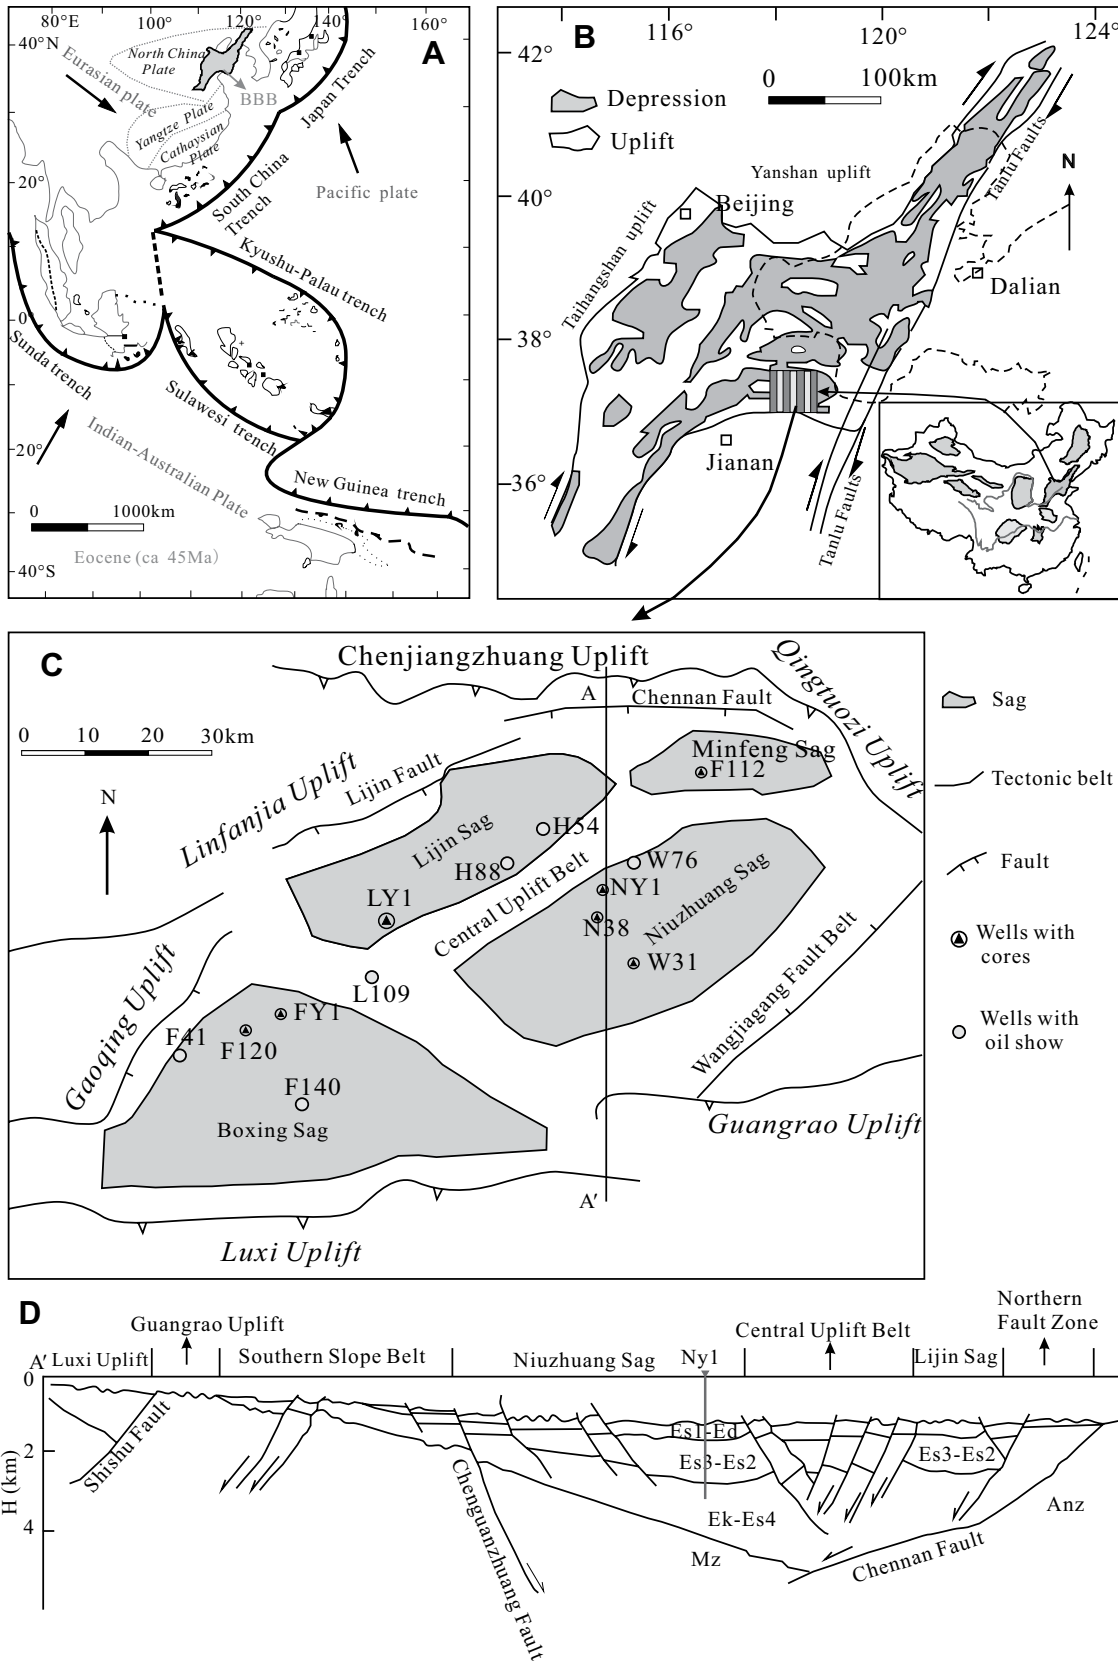 80°E
100°
120°
140°
160°
40°N
20°
0°
20°
40°S
A
North China
Plate
Eurasian plate
BBB
Yangtze Plate
Cathaysian
Plate
Japan Trench
Pacific plate
South China
Trench
Kyushu-Palau trench
Sunda trench
Sulawesi trench
Indian-Australian Plate
New Guinea trench
0
1000km
Eocene (ca 45Ma)
B
116°
120°
124°
42°
40°
38°
36°
0
100km
Depression
Uplift
Yanshan uplift
Tanlu Faults
N
Beijing
Taihangshan uplift
Dalian
Jianan
Tanlu Faults
C
Chenjiangzhuang Uplift
Qingtuozi Uplift
A
Chennan Fault
0
10
20
30km
Minfeng Sag
F112
Linfanjia Uplift
Lijin Fault
N
Lijin Sag
H54
H88
W76
Central Uplift Belt
NY1
Niuzhuang Sag
LY1
N38
W31
L109
Wangjiagang Fault Belt
Gaoqing Uplift
FY1
F41
F120
F140
Boxing Sag
Guangrao Uplift
A'
Luxi Uplift
Sag
Tectonic belt
Fault
Wells with
cores
Wells with
oil show
D
Guangrao Uplift
Central Uplift Belt
Northern
Fault Zone
A'
Luxi Uplift
Southern Slope Belt
Niuzhuang Sag
Ny1
Lijin Sag
0
2
4
H (km)
Shishu Fault
Es1-Ed
Es3-Es2
Es3-Es2
Chenguanzhuang Fault
Ek-Es4
Mz
Chennan Fault
Anz